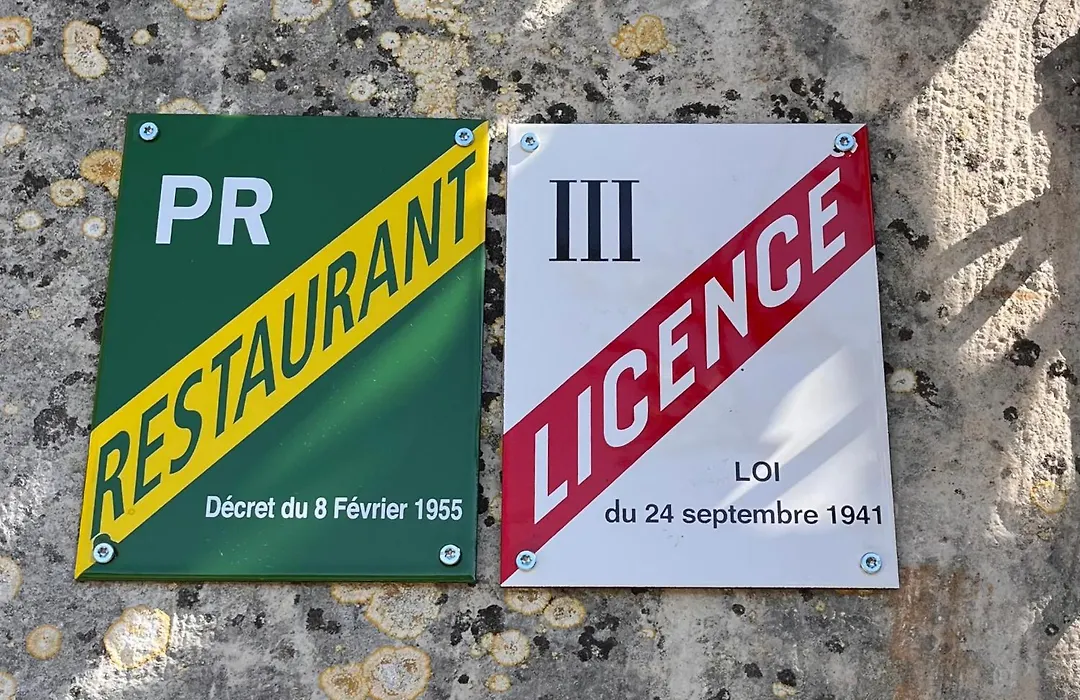 PR
RESTAURANT
Décret du 8 Février 1955
III
LICENCE
LOI
du 24 septembre 1941